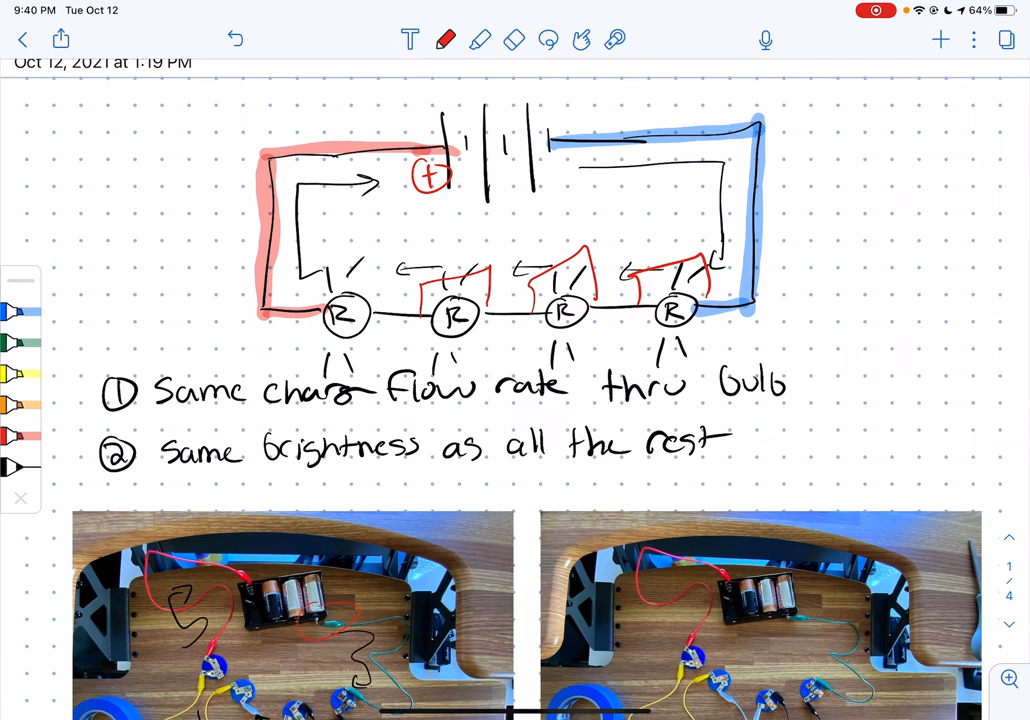 9:40 PM Tue Oct 12 64%
T
Oct 12, 2021 at 1:19 PM
+
R R R R
① Same charge flow rate thru bulb
② same brightness as all the rest
1
/
4